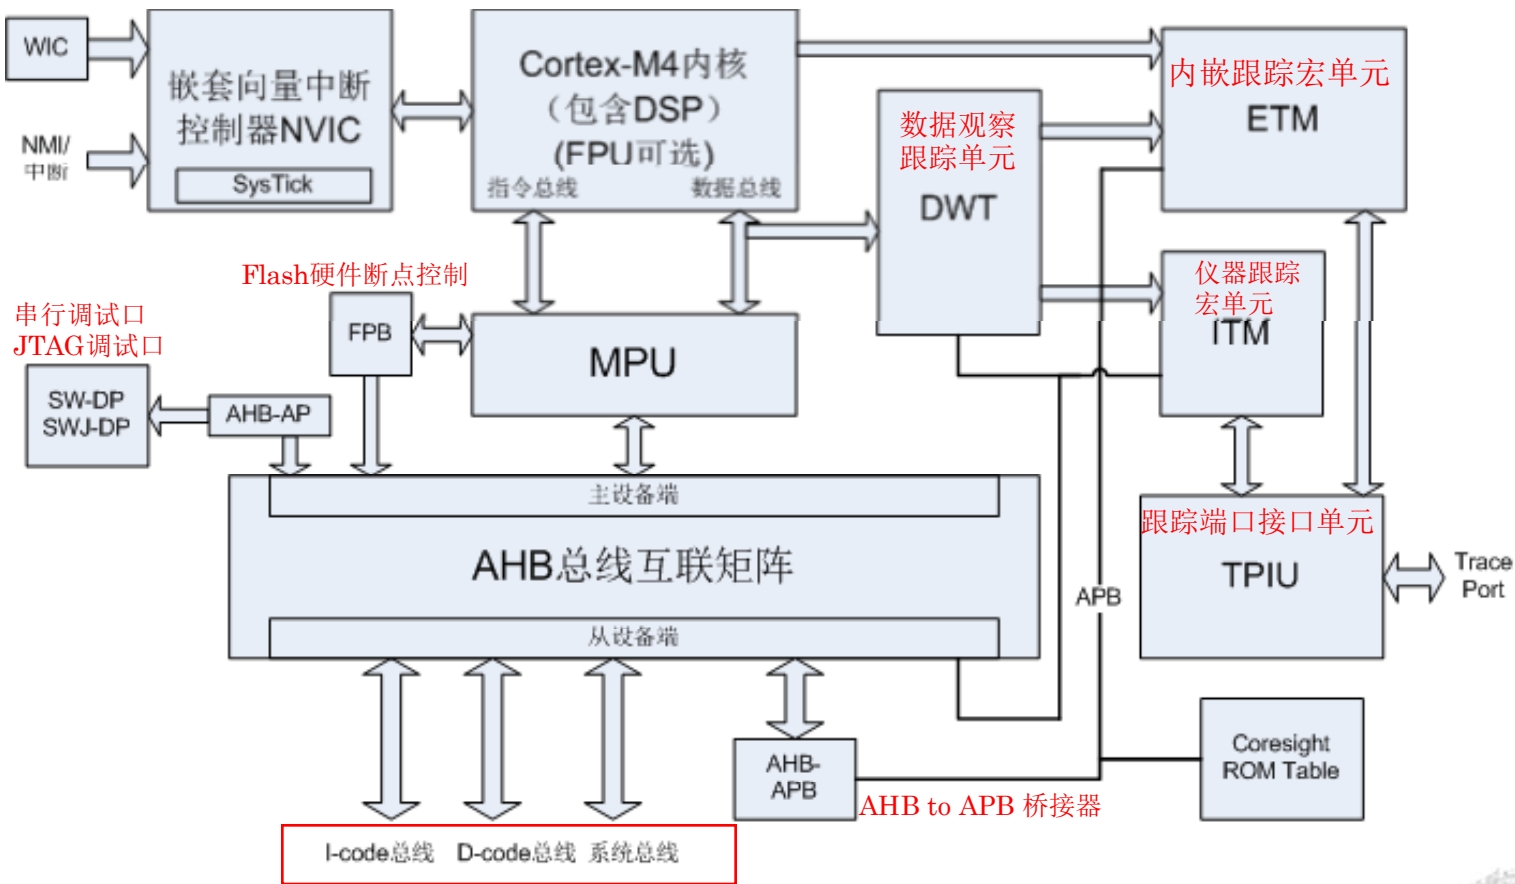 WIC
嵌套向量中断
控制器NVIC
SysTick
NMI/
中断
Cortex-M4内核
（包含DSP）
(FPU可选)
指令总线
数据总线
数据观察
跟踪单元
DWT
内嵌跟踪宏单元
ETM
仪器跟踪
宏单元
ITM
Flash硬件断点控制
FPB
MPU
串行调试口
JTAG调试口
SW-DP
SWJ-DP
AHB-AP
主设备端
AHB总线互联矩阵
从设备端
跟踪端口接口单元
TPIU
Trace
Port
APB
AHB-
APB
AHB to APB 桥接器
Coresight
ROM Table
I-code总线
D-code总线
系统总线